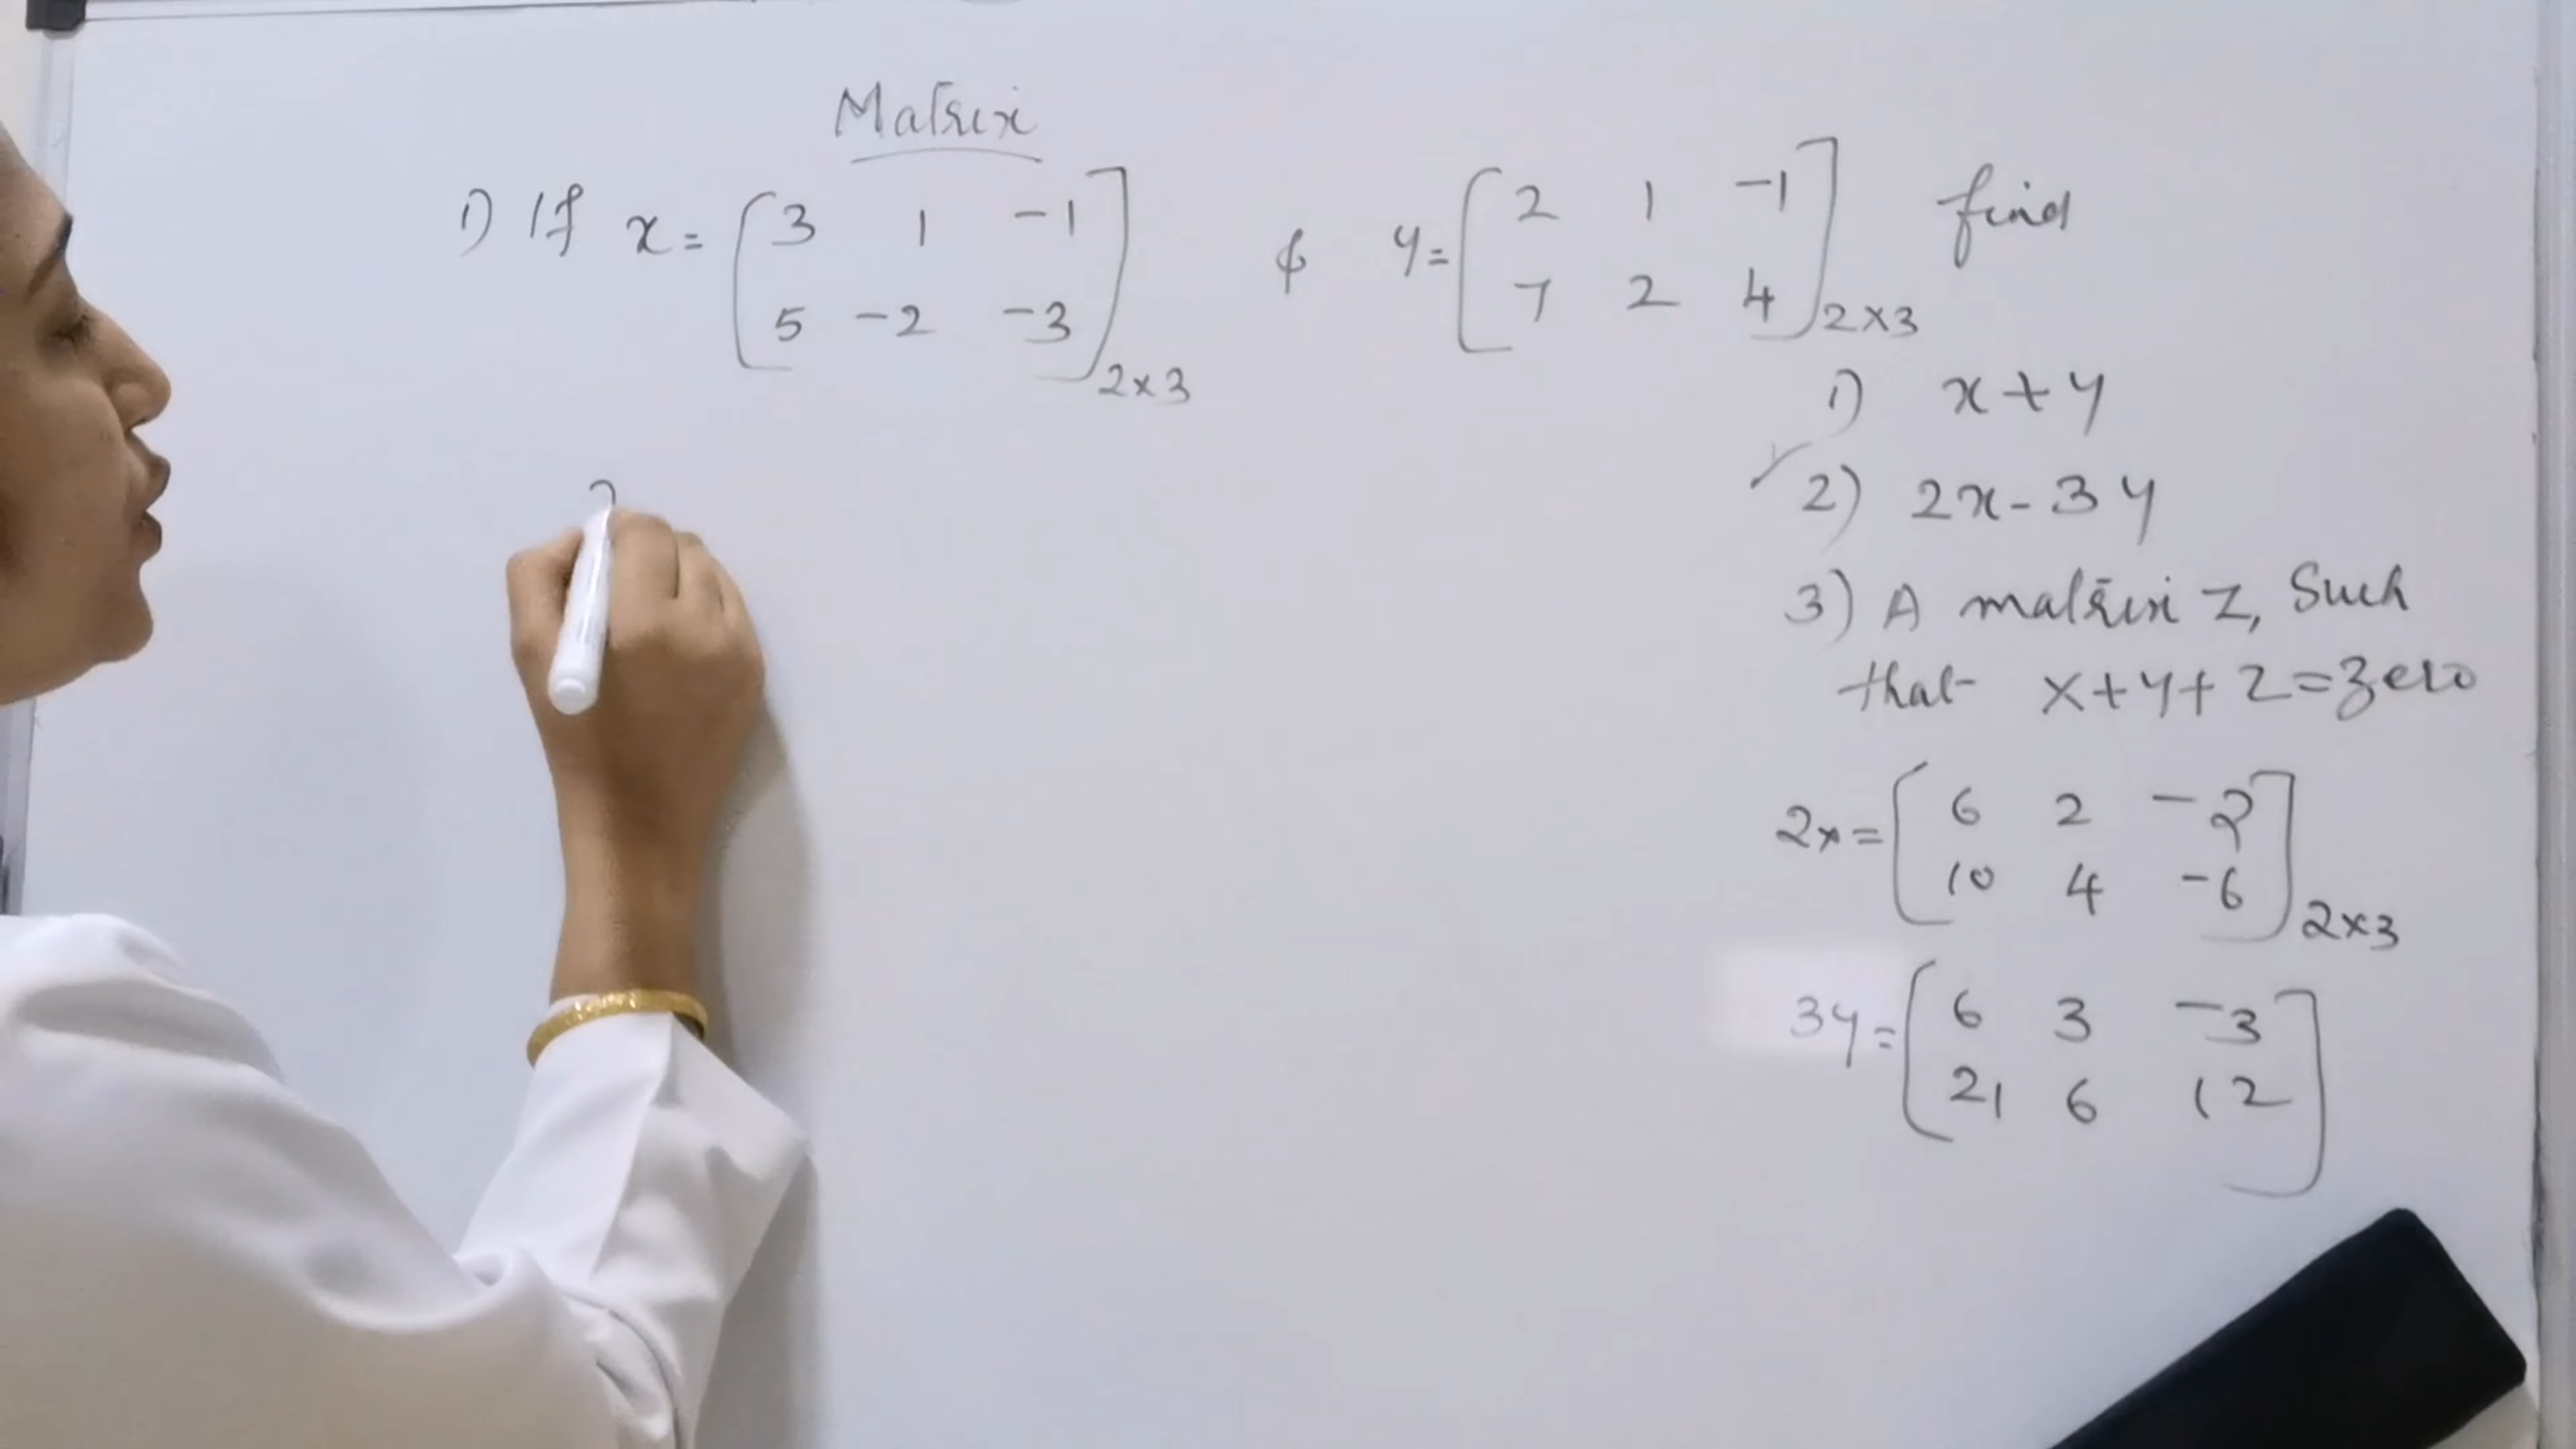 Matrix
1) If x = [ 3 1 -1 ] & y = [ 2 1 -1 ] find
5 -2 -3 2×3 7 2 4 2×3
1) x + y
2) 2x - 3y
3) A matrix Z, Such
that x + y + z = zero
2x = [ 6 2 -2 ]
10 4 -6 2×3
3y = [ 6 3 -3 ]
21 6 12